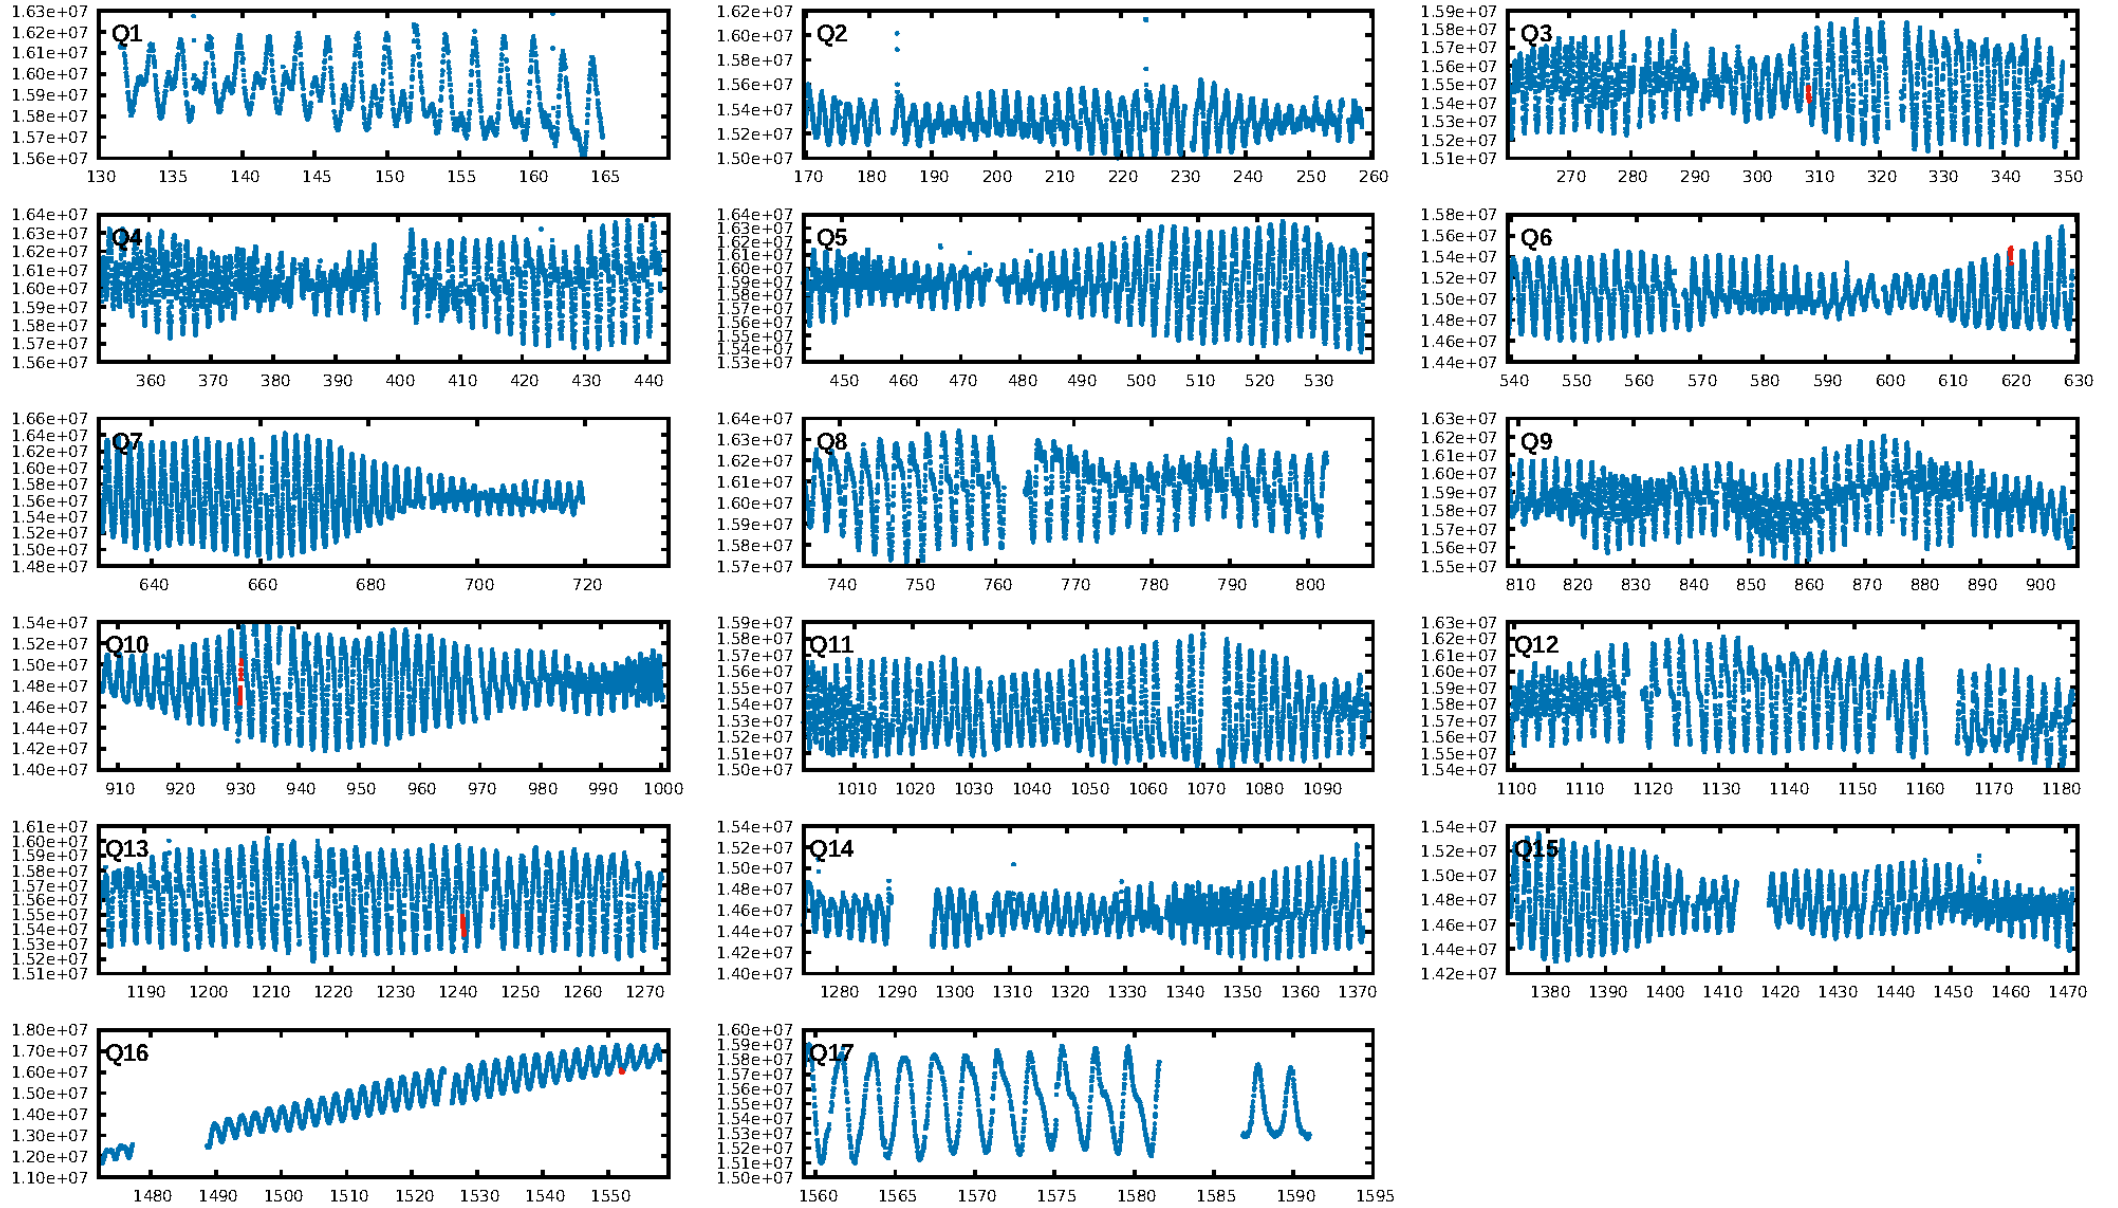 Q1
1.63e+07
1.62e+07
1.61e+07
1.60e+07
1.59e+07
1.58e+07
1.57e+07
1.56e+07
130 135 140 145 150 155 160 165
Q2
1.62e+07
1.60e+07
1.58e+07
1.56e+07
1.54e+07
1.52e+07
1.50e+07
170 180 190 200 210 220 230 240 250 260
Q3
1.59e+07
1.58e+07
1.57e+07
1.56e+07
1.55e+07
1.54e+07
1.53e+07
1.52e+07
1.51e+07
270 280 290 300 310 320 330 340 350
Q4
1.64e+07
1.63e+07
1.62e+07
1.61e+07
1.60e+07
1.59e+07
1.58e+07
1.57e+07
1.56e+07
360 370 380 390 400 410 420 430 440
Q5
1.64e+07
1.63e+07
1.62e+07
1.61e+07
1.60e+07
1.59e+07
1.58e+07
1.57e+07
1.56e+07
1.55e+07
1.54e+07
1.53e+07
450 460 470 480 490 500 510 520 530
Q6
1.58e+07
1.56e+07
1.54e+07
1.52e+07
1.50e+07
1.48e+07
1.46e+07
1.44e+07
540 550 560 570 580 590 600 610 620 630
Q7
1.66e+07
1.64e+07
1.62e+07
1.60e+07
1.58e+07
1.56e+07
1.54e+07
1.52e+07
1.50e+07
1.48e+07
640 660 680 700 720
Q8
1.64e+07
1.63e+07
1.62e+07
1.61e+07
1.60e+07
1.59e+07
1.58e+07
1.57e+07
740 750 760 770 780 790 800
Q9
1.63e+07
1.62e+07
1.61e+07
1.60e+07
1.59e+07
1.58e+07
1.57e+07
1.56e+07
1.55e+07
810 820 830 840 850 860 870 880 890 900
Q10
1.54e+07
1.52e+07
1.50e+07
1.48e+07
1.46e+07
1.44e+07
1.42e+07
1.40e+07
910 920 930 940 950 960 970 980 990 1000
Q11
1.59e+07
1.58e+07
1.57e+07
1.56e+07
1.55e+07
1.54e+07
1.53e+07
1.52e+07
1.51e+07
1.50e+07
1010 1020 1030 1040 1050 1060 1070 1080 1090
Q12
1.63e+07
1.62e+07
1.61e+07
1.60e+07
1.59e+07
1.58e+07
1.57e+07
1.56e+07
1.55e+07
1.54e+07
1100 1110 1120 1130 1140 1150 1160 1170 1180
Q13
1.61e+07
1.60e+07
1.59e+07
1.58e+07
1.57e+07
1.56e+07
1.55e+07
1.54e+07
1.53e+07
1.52e+07
1.51e+07
1190 1200 1210 1220 1230 1240 1250 1260 1270
Q14
1.54e+07
1.52e+07
1.50e+07
1.48e+07
1.46e+07
1.44e+07
1.42e+07
1.40e+07
1280 1290 1300 1310 1320 1330 1340 1350 1360 1370
Q15
1.54e+07
1.52e+07
1.50e+07
1.48e+07
1.46e+07
1.44e+07
1.42e+07
1380 1390 1400 1410 1420 1430 1440 1450 1460 1470
Q16
1.80e+07
1.70e+07
1.60e+07
1.50e+07
1.40e+07
1.30e+07
1.20e+07
1.10e+07
1480 1490 1500 1510 1520 1530 1540 1550
Q17
1.60e+07
1.59e+07
1.58e+07
1.57e+07
1.56e+07
1.55e+07
1.54e+07
1.53e+07
1.52e+07
1.51e+07
1.50e+07
1560 1565 1570 1575 1580 1585 1590 1595